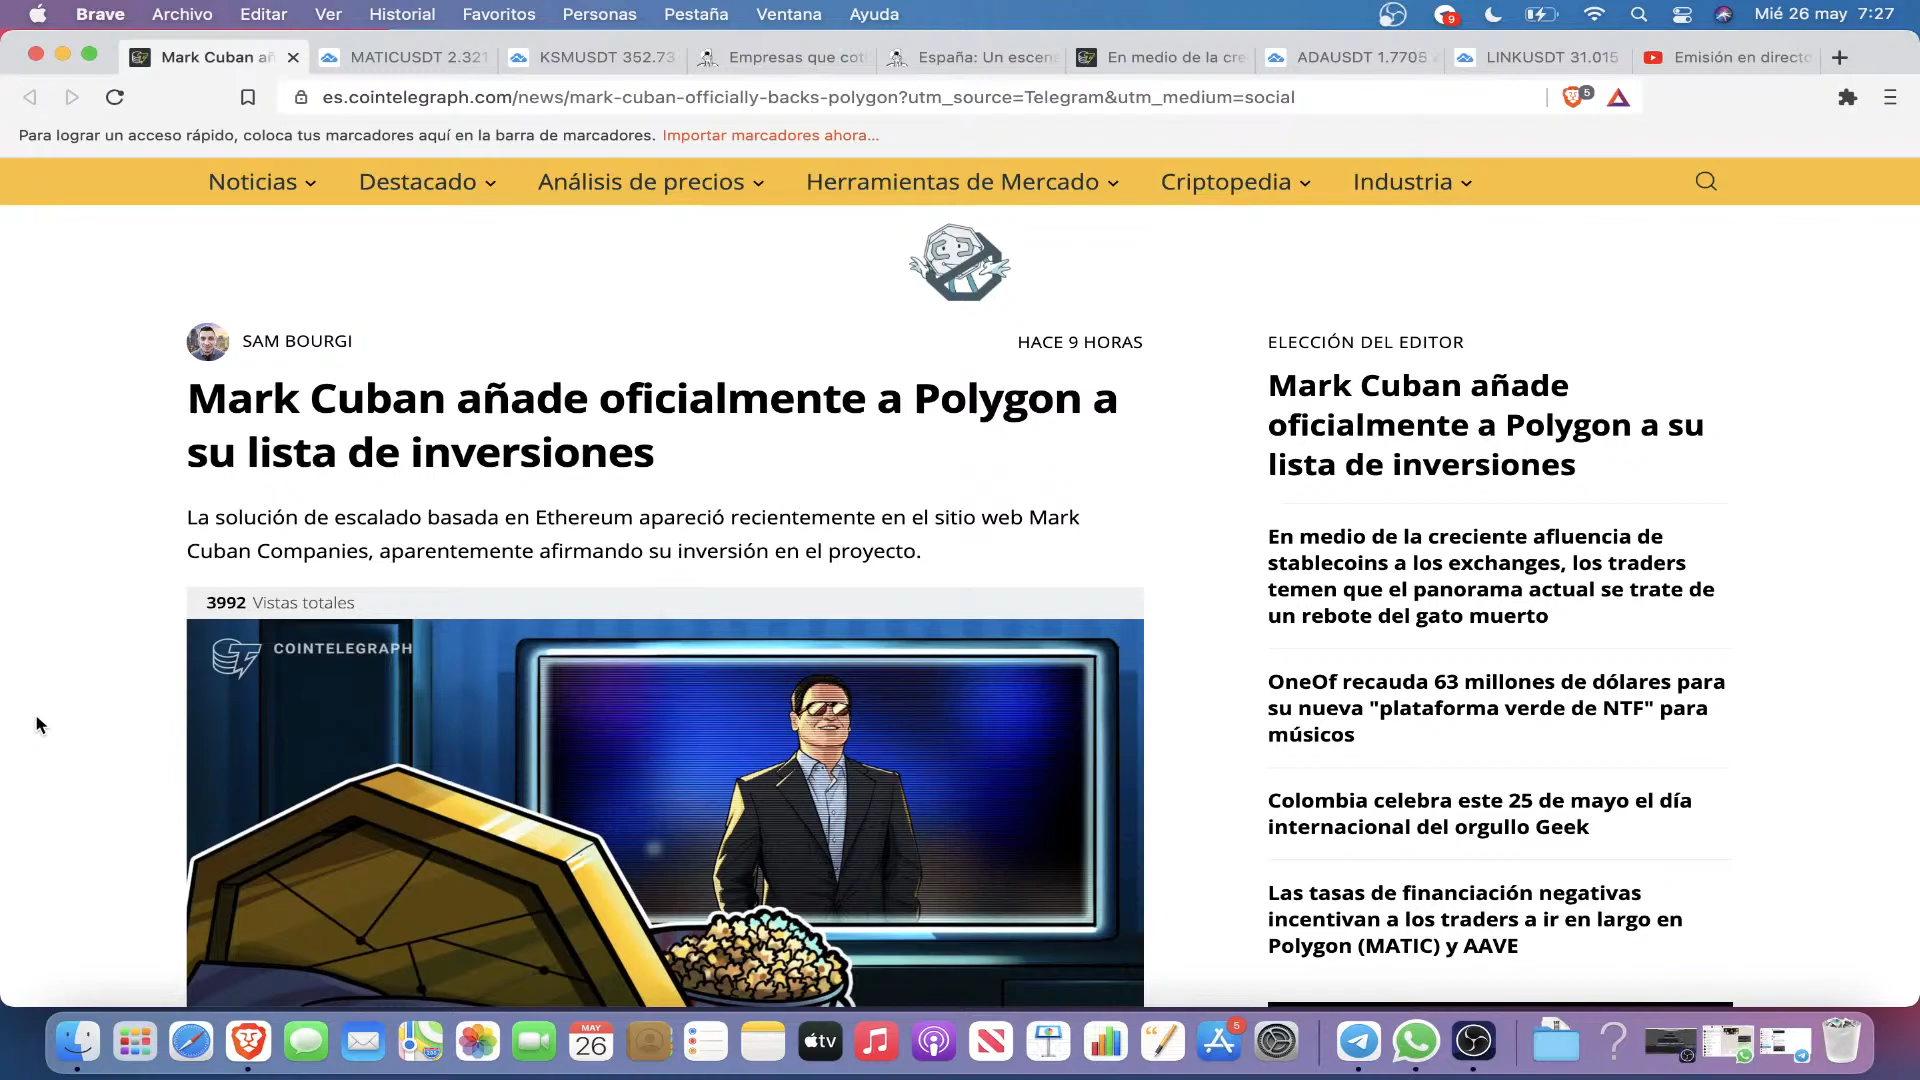 Brave Archivo Editar Ver Historial Favoritos Personas Pestaña Ventana Ayuda 9 Mié 26 may 7:27
Mark Cuban añ MATICUSDT 2.321 KSMUSDT 352.73 Empresas que coti España: Un escena En medio de la cre ADAUSDT 1.7705 LINKUSDT 31.015 Emisión en directo
es.cointelegraph.com/news/mark-cuban-officially-backs-polygon?utm_source=Telegram&utm_medium=social 5
Para lograr un acceso rápido, coloca tus marcadores aquí en la barra de marcadores. Importar marcadores ahora...
Noticias Destacado Análisis de precios Herramientas de Mercado Criptopedia Industria
SAM BOURGI
HACE 9 HORAS
Mark Cuban añade oficialmente a Polygon a
su lista de inversiones
La solución de escalado basada en Ethereum apareció recientemente en el sitio web Mark
Cuban Companies, aparentemente afirmando su inversión en el proyecto.
3992 Vistas totales
COINTELEGRAPH
ELECCIÓN DEL EDITOR
Mark Cuban añade
oficialmente a Polygon a su
lista de inversiones
En medio de la creciente afluencia de
stablecoins a los exchanges, los traders
temen que el panorama actual se trate de
un rebote del gato muerto
OneOf recauda 63 millones de dólares para
su nueva "plataforma verde de NTF" para
músicos
Colombia celebra este 25 de mayo el día
internacional del orgullo Geek
Las tasas de financiación negativas
incentivan a los traders a ir en largo en
Polygon (MATIC) y AAVE
MAY
26
tv
5